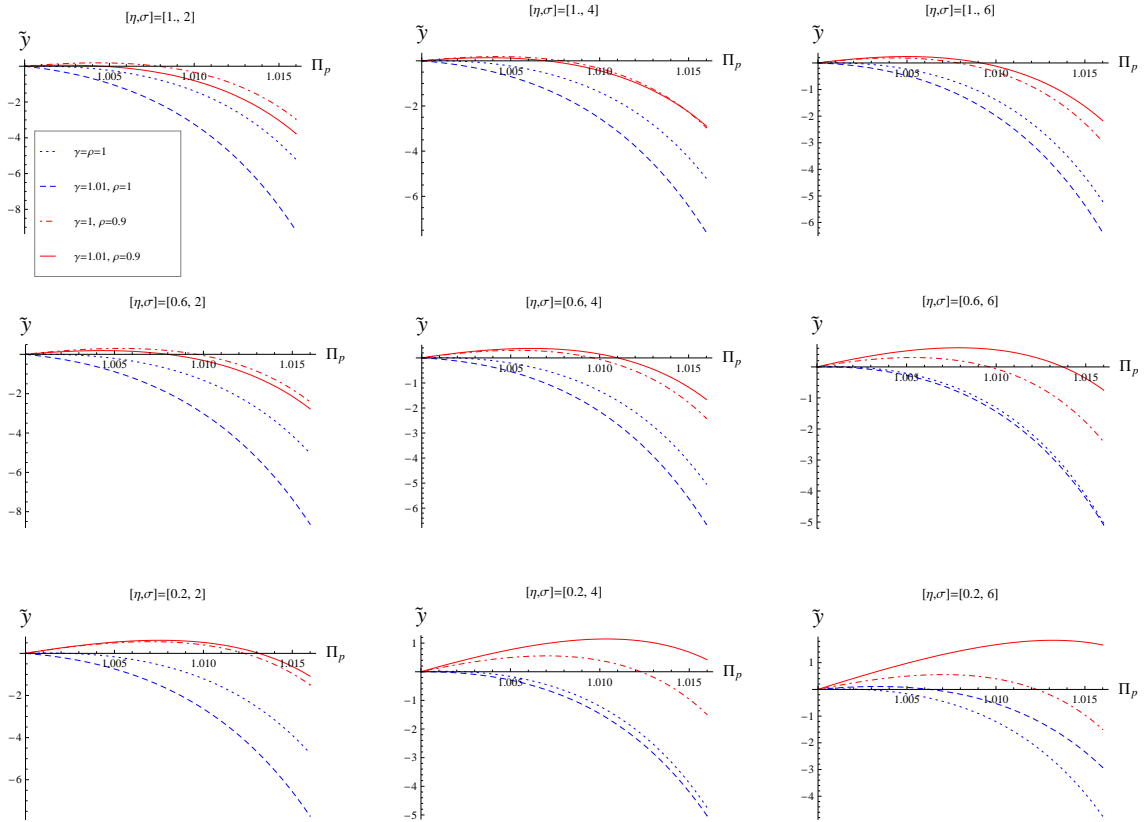 [η,σ]=[1., 2]
ỹ
Π_p
1.005
1.010
1.015
−2
−4
−6
−8
γ=ρ=1
γ=1.01, ρ=1
γ=1, ρ=0.9
γ=1.01, ρ=0.9
[η,σ]=[1., 4]
ỹ
Π_p
1.005
1.010
1.015
−2
−4
−6
[η,σ]=[1., 6]
ỹ
Π_p
1.005
1.010
1.015
−1
−2
−3
−4
−5
−6
[η,σ]=[0.6, 2]
ỹ
Π_p
1.005
1.010
1.015
−2
−4
−6
−8
[η,σ]=[0.6, 4]
ỹ
Π_p
1.005
1.010
1.015
−1
−2
−3
−4
−5
−6
[η,σ]=[0.6, 6]
ỹ
Π_p
1.005
1.010
1.015
−1
−2
−3
−4
−5
[η,σ]=[0.2, 2]
ỹ
Π_p
1.005
1.010
1.015
−2
−4
−6
[η,σ]=[0.2, 4]
ỹ
Π_p
1
1.005
1.010
1.015
−1
−2
−3
−4
−5
[η,σ]=[0.2, 6]
ỹ
Π_p
1
1.005
1.010
1.015
−1
−2
−3
−4